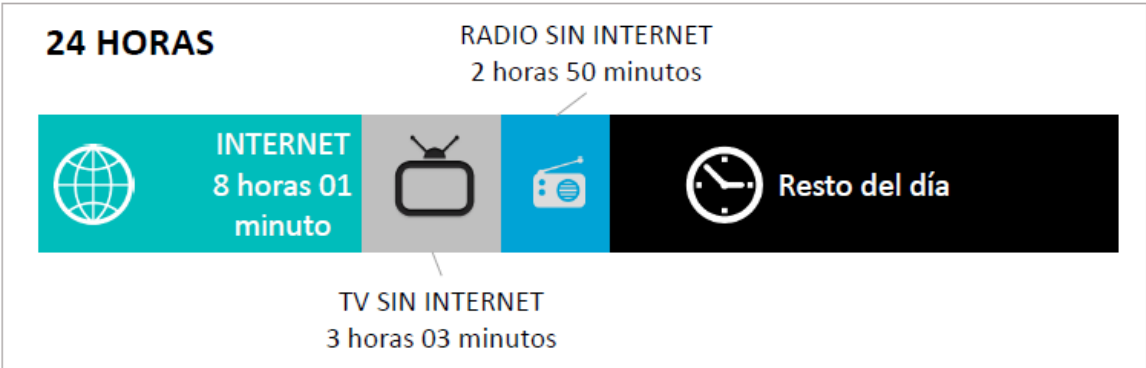 24 HORAS
RADIO SIN INTERNET
2 horas 50 minutos
INTERNET
8 horas 01
minuto
Resto del día
TV SIN INTERNET
3 horas 03 minutos